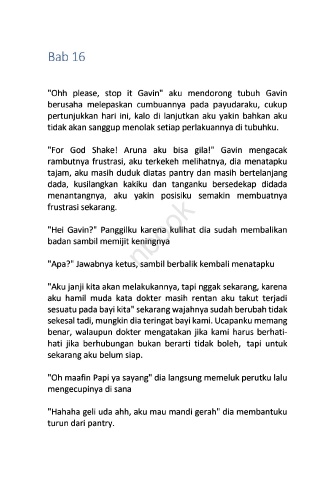 Bab 16
"Ohh please, stop it Gavin" aku mendorong tubuh Gavin
berusaha melepaskan cumbuannya pada payudaraku, cukup
pertunjukkan hari ini, kalo di lanjutkan aku yakin bahkan aku
tidak akan sanggup menolak setiap perlakuannya di tubuhku.
"For God Shake! Aruna aku bisa gila!" Gavin mengacak
rambutnya frustrasi, aku terkekeh melihatnya, dia menatapku
tajam, aku masih duduk diatas pantry dan masih bertelanjang
dada, kusilangkan kakiku dan tanganku bersedekap didada
menantangnya, aku yakin posisiku semakin membuatnya
frustrasi sekarang.
"Hei Gavin?" Panggilku karena kulihat dia sudah membalikan
badan sambil memijit keningnya
"Apa?" Jawabnya ketus, sambil berbalik kembali menatapku
"Aku janji kita akan melakukannya, tapi nggak sekarang, karena
aku hamil muda kata dokter masih rentan aku takut terjadi
sesuatu pada bayi kita" sekarang wajahnya sudah berubah tidak
sekesal tadi, mungkin dia teringat bayi kami. Ucapanku memang
benar, walaupun dokter mengatakan jika kami harus berhati-
hati jika berhubungan bukan berarti tidak boleh, tapi untuk
sekarang aku belum siap.
"Oh maafin Papi ya sayang" dia langsung memeluk perutku lalu
mengecupinya di sana
"Hahaha geli uda ahh, aku mau mandi gerah" dia membantuku
turun dari pantry.